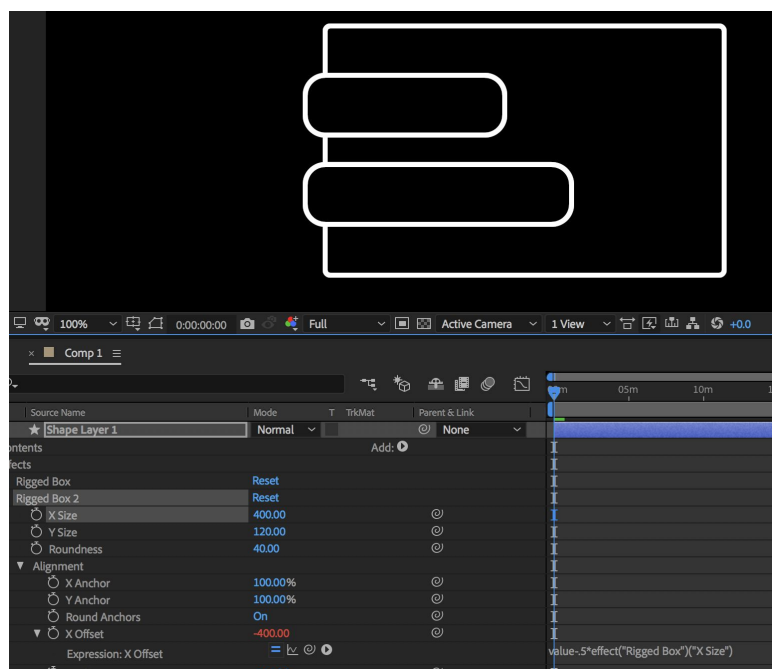 100% 0:00:00:00 Full Active Camera 1 View +0.0
× Comp 1
05m 10m
Source Name Mode T TrkMat Parent & Link
Shape Layer 1 Normal None
ontents Add:
fects
Rigged Box Reset
Rigged Box 2 Reset
X Size 400.00
Y Size 120.00
Roundness 40.00
Alignment
X Anchor 100.00%
Y Anchor 100.00%
Round Anchors On
X Offset -400.00
Expression: X Offset value-.5*effect("Rigged Box")("X Size")